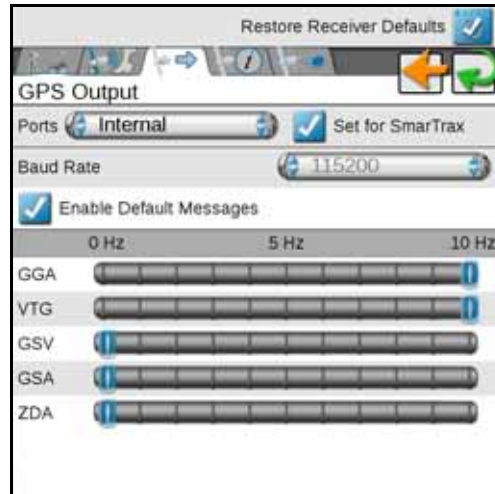 Restore Receiver Defaults
GPS Output
Ports Internal Set for SmarTrax
Baud Rate 115200
Enable Default Messages
0 Hz 5 Hz 10 Hz
GGA
VTG
GSV
GSA
ZDA